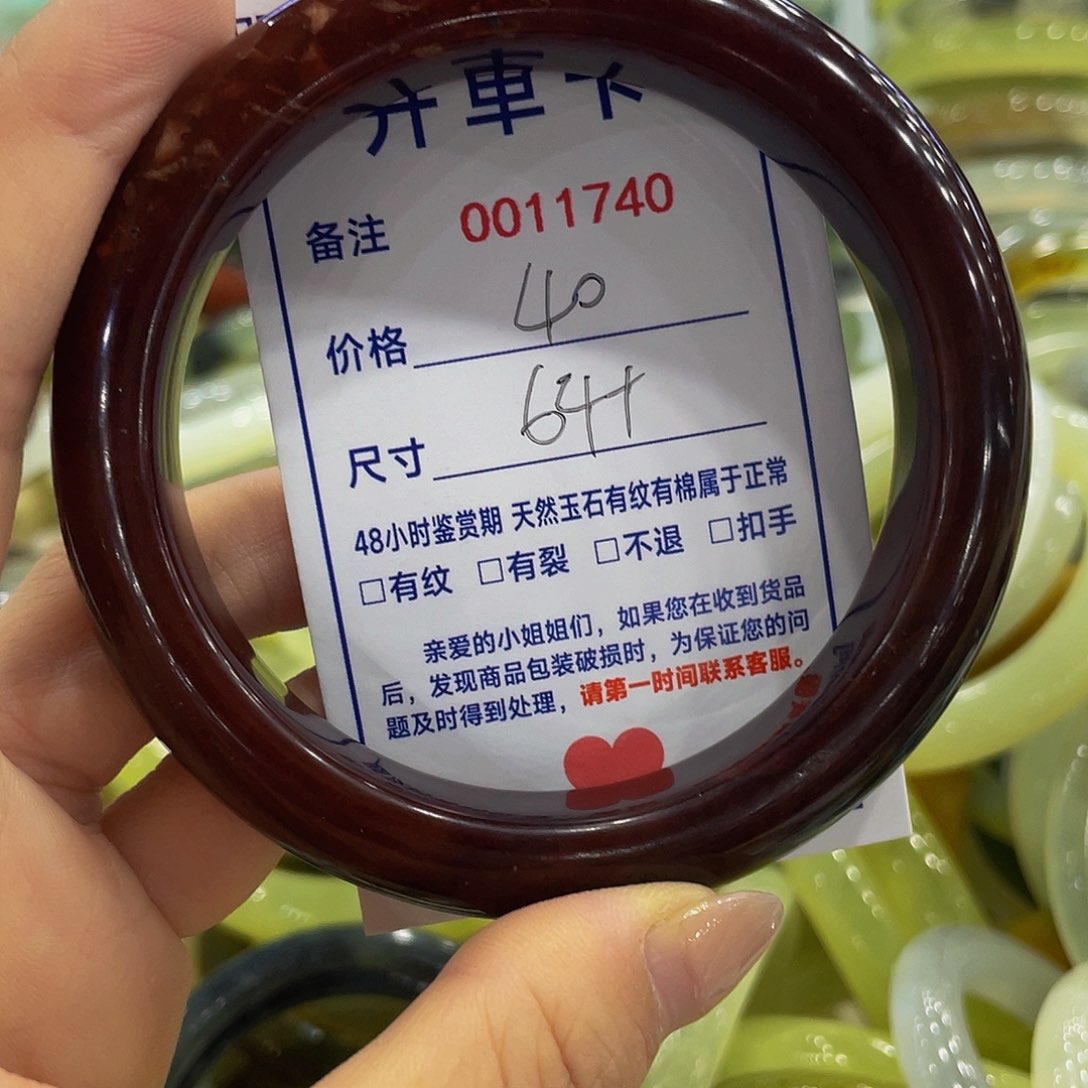 升車卡
备注 0011740
价格 40
尺寸 64+
48小时鉴赏期 天然玉石有纹有棉属于正常
□有纹 □有裂 □不退 □扣手
亲爱的小姐姐们，如果您在收到货品
后，发现商品包装破损时，为保证您的问
题及时得到处理，请第一时间联系客服。